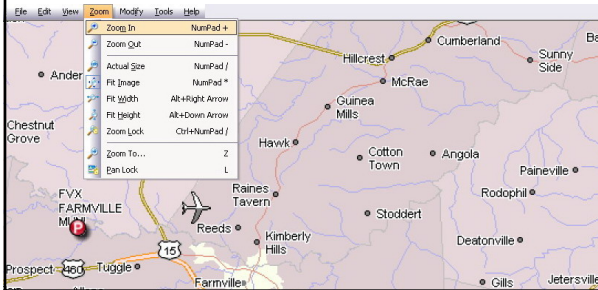 File Edit View Zoom Modify Tools Help
Zoom In NumPad +
Zoom Out NumPad -
Actual Size NumPad /
Fit Image NumPad *
Fit Width Alt+Right Arrow
Fit Height Alt+Down Arrow
Zoom Lock Ctrl+NumPad /
Zoom To... Z
Pan Lock L
Cumberland
Hillcrest
Sunny
Side
Ander
McRae
Guinea
Mills
Chestnut
Grove
Hawk
Cotton
Town
Angola
Paineville
Raines
Tavern
Rodophil
FVX
FARMVILLE
MUNI
P
Stoddert
Reeds
Kimberly
Hills
Deatonville
15
Prospect 460 Tuggle
Farmville
Gills
Jetersville